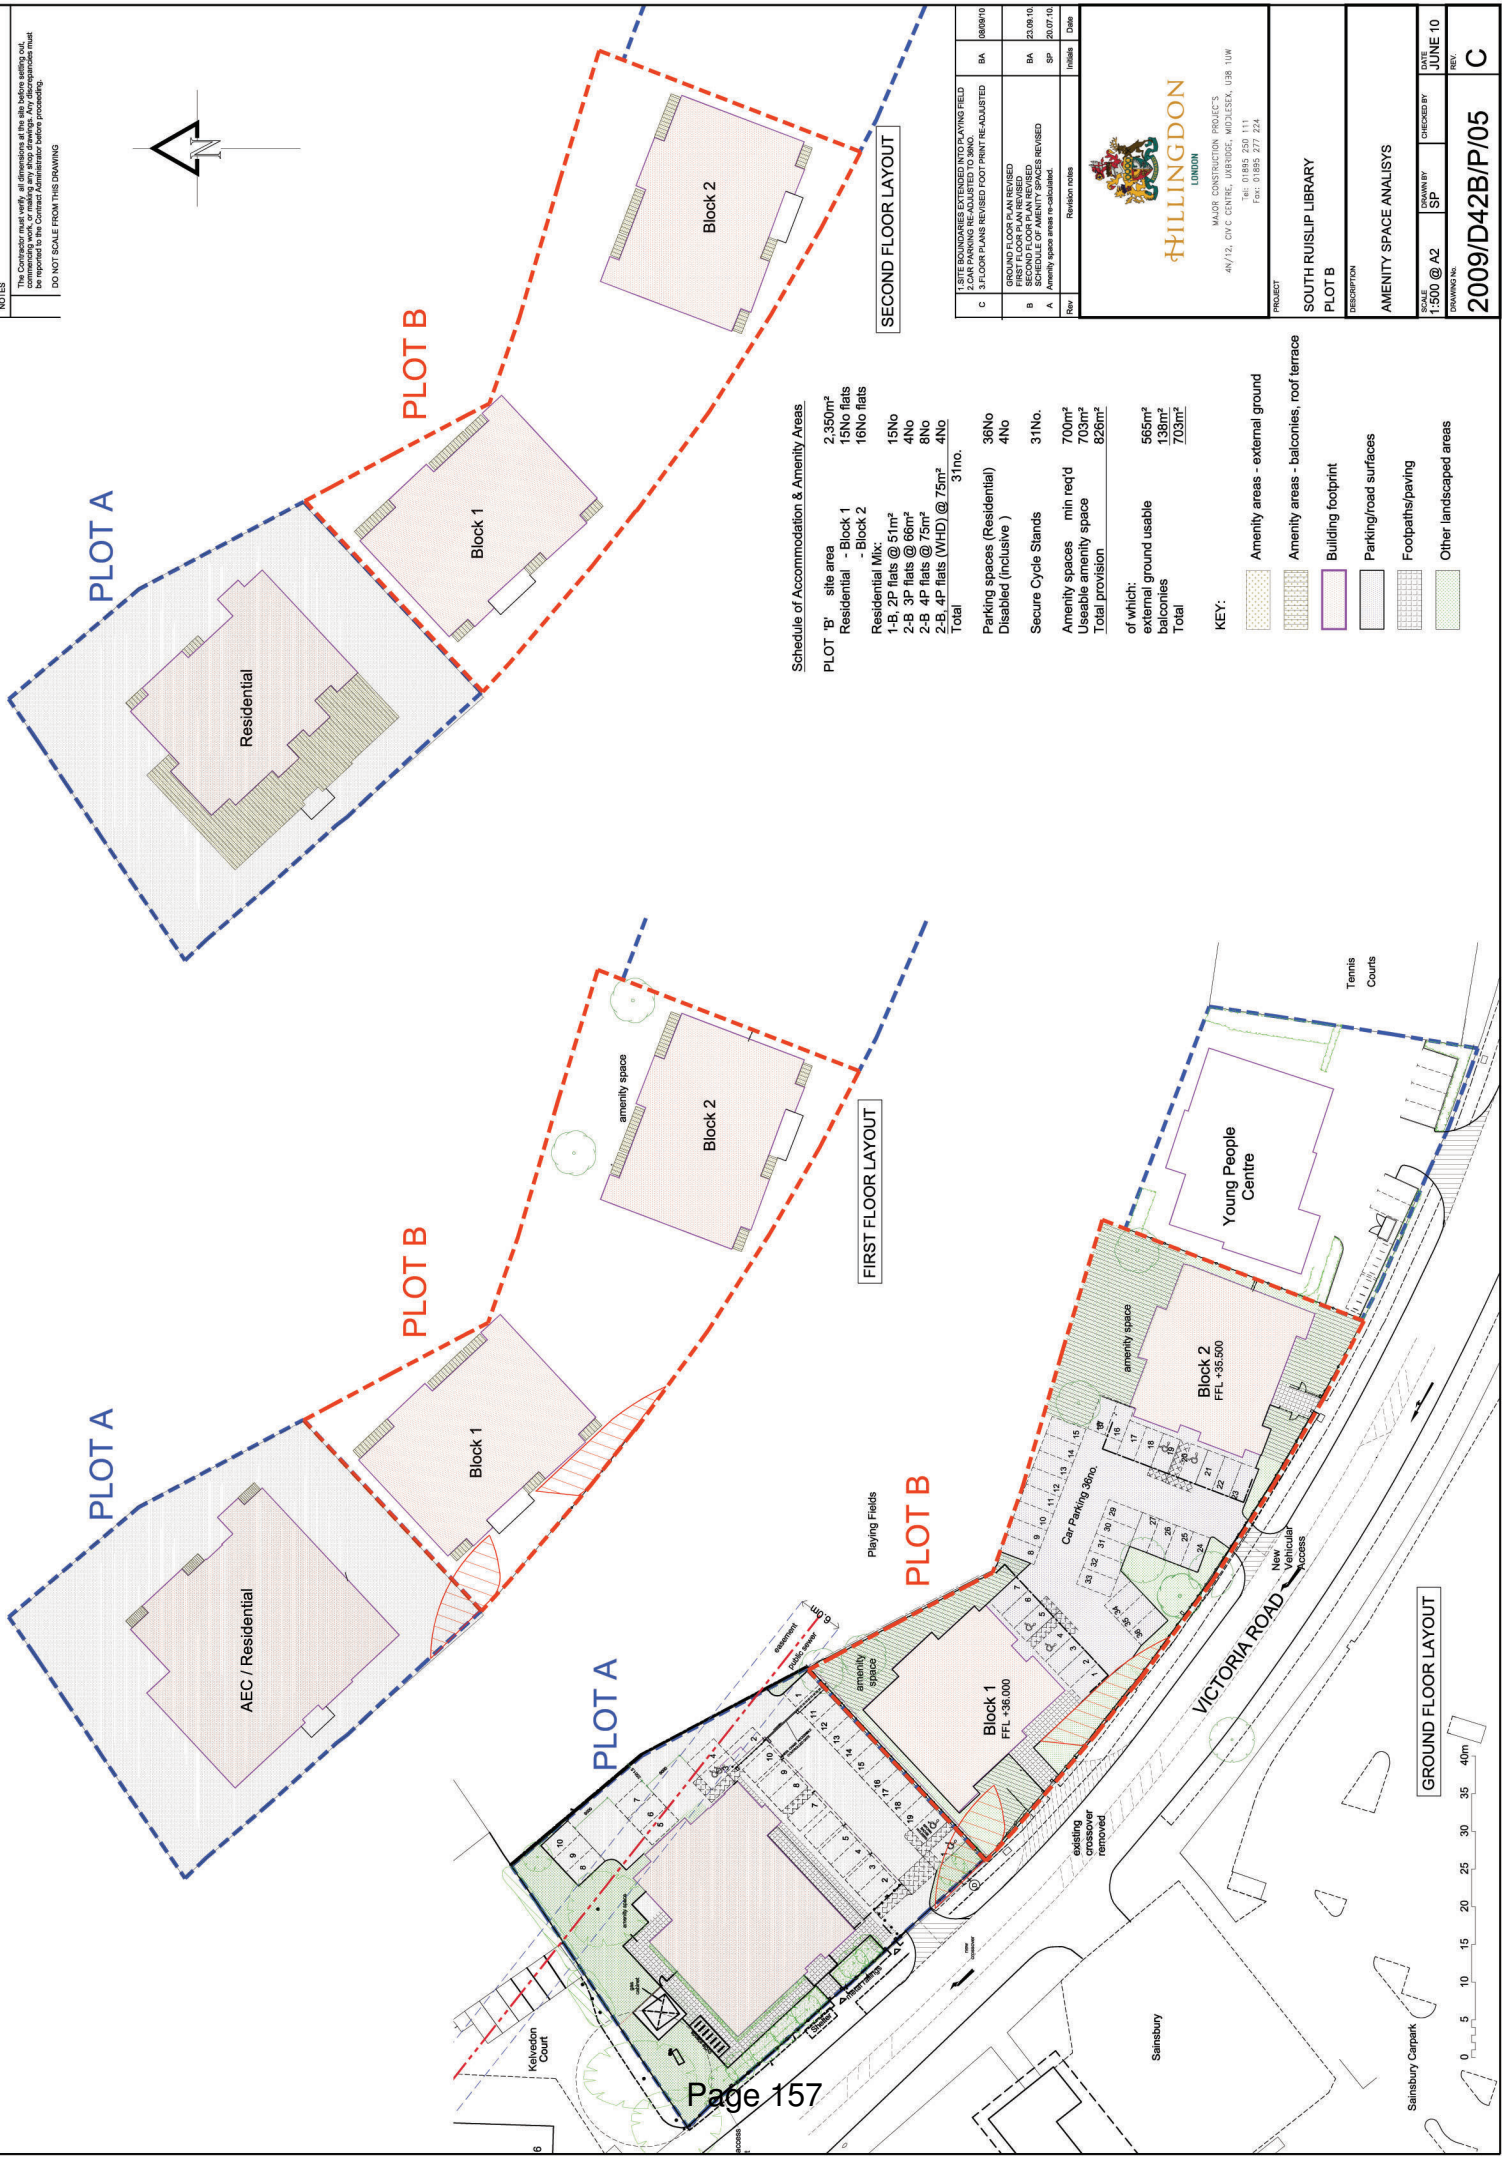 NOTES
The Contractor must verify all dimensions at the site before setting out,
commencing work, or making any shop drawings. Any discrepancies must
be reported to the Contract Administrator before proceeding.
DO NOT SCALE FROM THIS DRAWING
N
PLOT A
AEC / Residential
PLOT B
Block 1
Block 2
amenity space
FIRST FLOOR LAYOUT
PLOT A
Residential
PLOT B
Block 1
Block 2
SECOND FLOOR LAYOUT
PLOT A
PLOT B
Kelvedon
Court
gas
cabinet
amenity space
Shelter
easement
public sewer
6.0m
Playing Fields
amenity
space
Block 1
FFL +36.000
Car Parking 36no.
amenity space
Block 2
FFL +35.500
Young People
Centre
Tennis
Courts
New
Vehicular
Access
VICTORIA ROAD
existing
crossover
removed
new
crossover
access
6
Sainsbury
Sainsbury Carpark
0 5 10 15 20 25 30 35 40m
GROUND FLOOR LAYOUT
Schedule of Accommodation & Amenity Areas
PLOT 'B' site area 2,350m²
Residential - Block 1 15No flats
- Block 2 16No flats
Residential Mix:
1-B, 2P flats @ 51m² 15No
2-B 3P flats @ 66m² 4No
2-B 4P flats @ 75m² 8No
2-B, 4P flats (WHD) @ 75m² 4No
Total 31no.
Parking spaces (Residential) 36No
Disabled (inclusive ) 4No
Secure Cycle Stands 31No.
Amenity spaces min req'd 700m²
Useable amenity space 703m²
Total provision 826m²
of which:
external ground usable 565m²
balconies 138m²
Total 703m²
KEY:
Amenity areas - external ground
Amenity areas - balconies, roof terrace
Building footprint
Parking/road surfaces
Footpaths/paving
Other landscaped areas
C 1.SITE BOUNDARIES EXTENDED INTO PLAYING FIELD BA 08/09/10
2.CAR PARKING RE-ADJUSTED TO 36NO.
3.FLOOR PLANS REVISED FOOT PRINT RE-ADJUSTED
GROUND FLOOR PLAN REVISED
FIRST FLOOR PLAN REVISED
B SECOND FLOOR PLAN REVISED BA 23.09.10.
SCHEDULE OF AMENITY SPACES REVISED
A Amenity space areas re-calculated. SP 20.07.10.
Rev Revision notes Initials Date
HILLINGDON
LONDON
MAJOR CONSTRUCTION PROJECTS
4N/12, CIVIC CENTRE, UXBRIDGE, MIDDLESEX, UB8 1UW
Tel: 01895 250 111
Fax: 01895 277 224
PROJECT
SOUTH RUISLIP LIBRARY
PLOT B
DESCRIPTION
AMENITY SPACE ANALISYS
SCALE DRAWN BY CHECKED BY DATE
1:500 @ A2 SP JUNE 10
DRAWING No. REV.
2009/D42B/P/05 C
Page 157